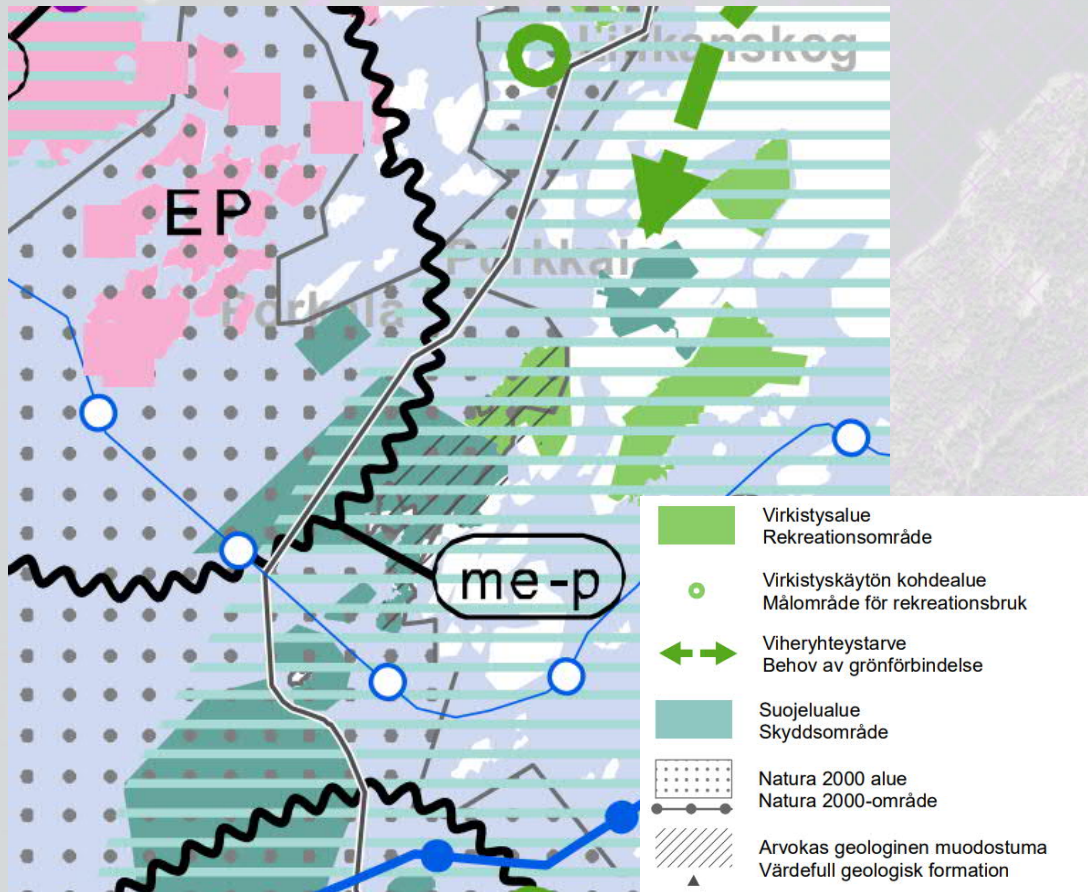 Porkkal
Porkala
EP
me-p
Virkistysalue
Rekreationsområde
Virkistyskäytön kohdealue
Målområde för rekreationsbruk
Viheryhteystarve
Behov av grönförbindelse
Suojelualue
Skyddsområde
Natura 2000 alue
Natura 2000-område
Arvokas geologinen muodostuma
Värdefull geologisk formation